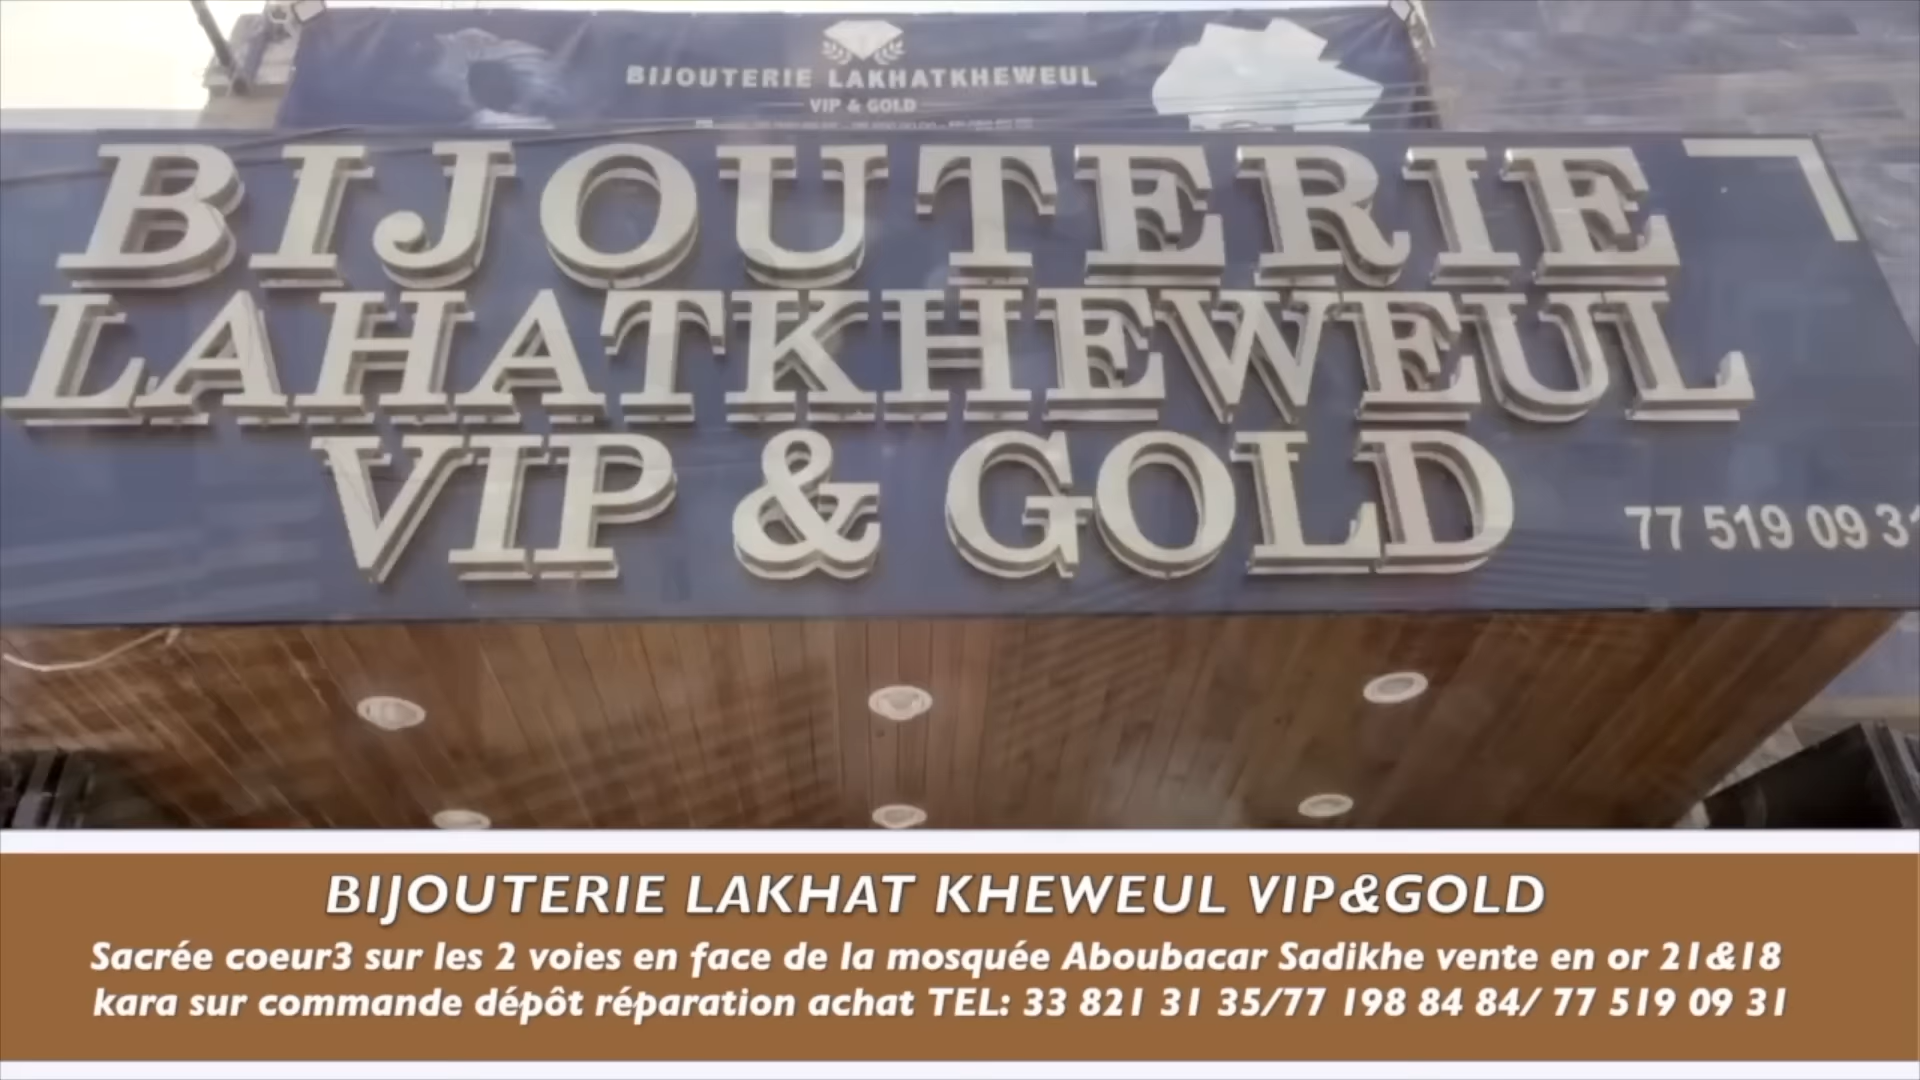 BIJOUTERIE LAKHATKHEWEUL
VIP & GOLD
BIJOUTERIE
LAHATKHEWEUL
VIP & GOLD
77 519 09 31
BIJOUTERIE LAKHAT KHEWEUL VIP&GOLD
Sacrée coeur3 sur les 2 voies en face de la mosquée Aboubacar Sadikhe vente en or 21&18
kara sur commande dépôt réparation achat TEL: 33 821 31 35/77 198 84 84/ 77 519 09 31